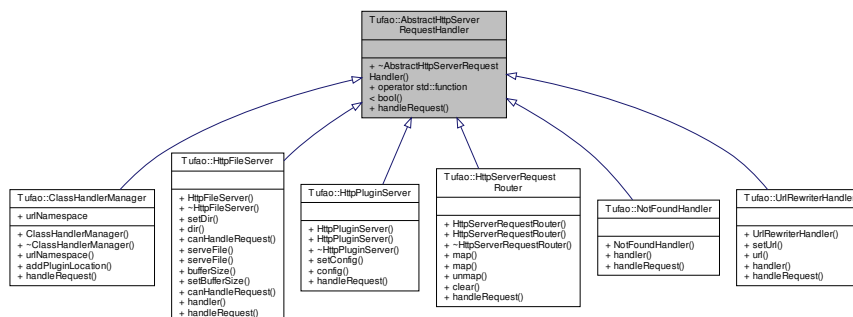 Tufao::AbstractHttpServer
RequestHandler
+ ~AbstractHttpServerRequest
Handler()
+ operator std::function
< bool()
+ handleRequest()
Tufao::ClassHandlerManager
+ urlNamespace
+ ClassHandlerManager()
+ ~ClassHandlerManager()
+ urlNamespace()
+ addPluginLocation()
+ handleRequest()
Tufao::HttpFileServer
+ HttpFileServer()
+ ~HttpFileServer()
+ setDir()
+ dir()
+ canHandleRequest()
+ serveFile()
+ serveFile()
+ bufferSize()
+ setBufferSize()
+ canHandleRequest()
+ handler()
+ handleRequest()
Tufao::HttpPluginServer
+ HttpPluginServer()
+ HttpPluginServer()
+ ~HttpPluginServer()
+ setConfig()
+ config()
+ handleRequest()
Tufao::HttpServerRequest
Router
+ HttpServerRequestRouter()
+ HttpServerRequestRouter()
+ ~HttpServerRequestRouter()
+ map()
+ map()
+ unmap()
+ clear()
+ handleRequest()
Tufao::NotFoundHandler
+ NotFoundHandler()
+ handler()
+ handleRequest()
Tufao::UrlRewriterHandler
+ UrlRewriterHandler()
+ setUrl()
+ url()
+ handler()
+ handleRequest()